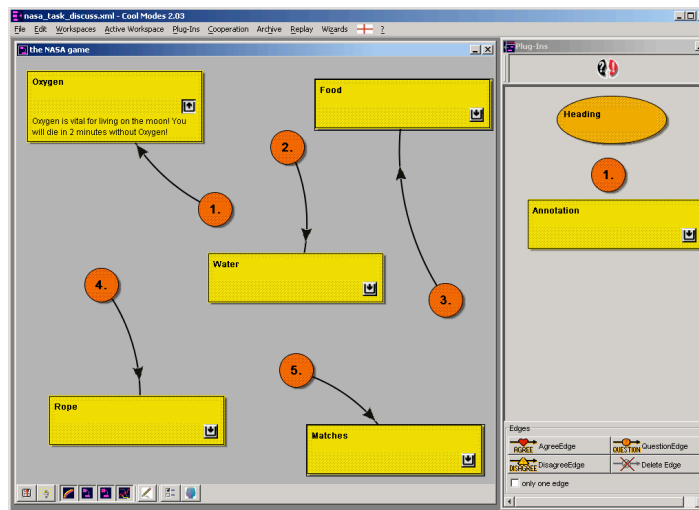 nasa_task_discuss.xml - Cool Modes 2.03
File Edit Workspaces Active Workspace Plug-Ins Cooperation Archive Replay Wizards ?
the NASA game
Oxygen
Oxygen is vital for living on the moon! You
will die in 2 minutes without Oxygen!
Food
2.
1.
Water
4.
3.
5.
Rope
Matches
Plug-Ins
Heading
1.
Annotation
Edges
AGREE AgreeEdge QUESTION QuestionEdge
DISAGREE DisagreeEdge Delete Edge
only one edge